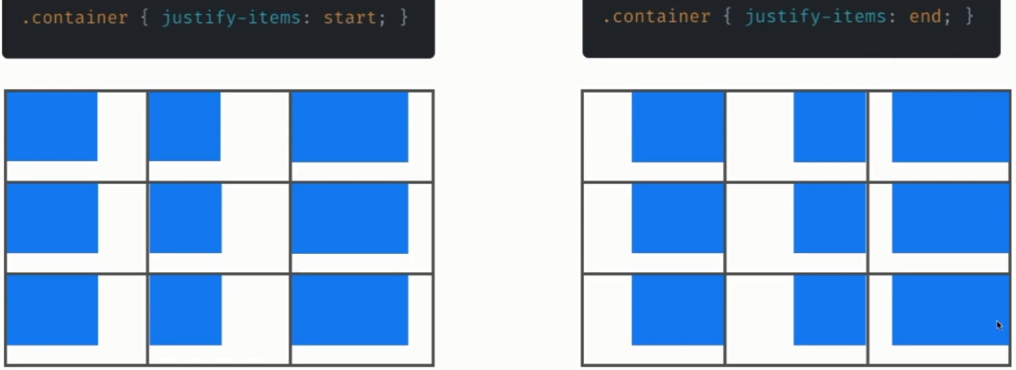 .container { justify-items: start; }
.container { justify-items: end; }